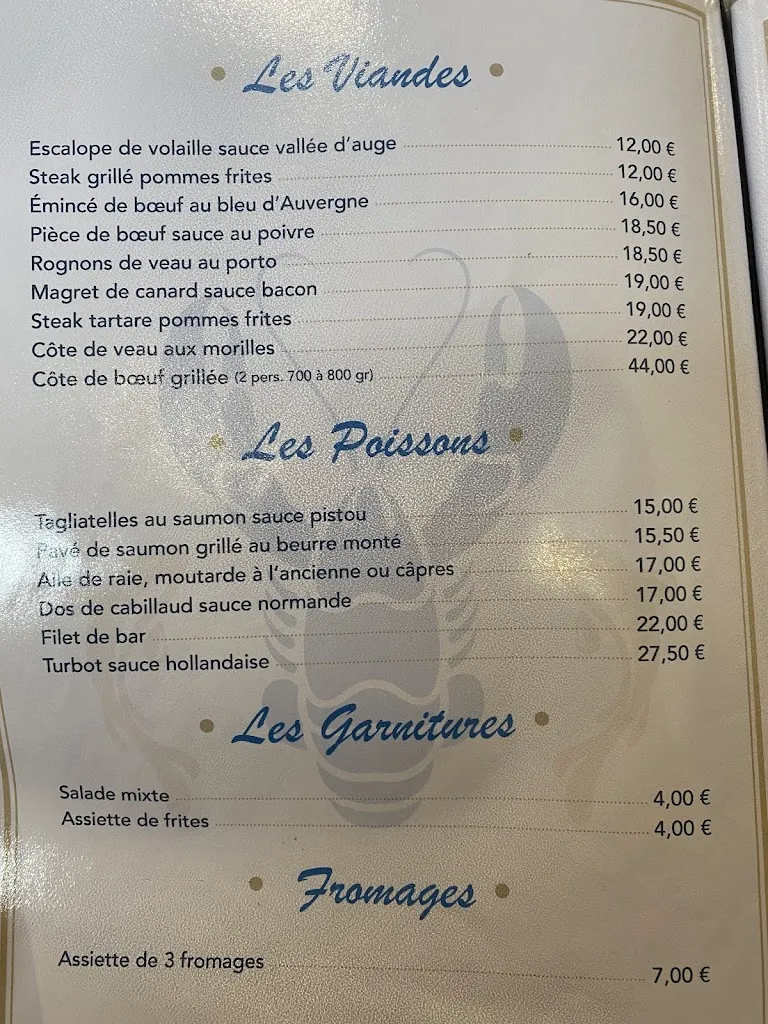 Les Viandes
Escalope de volaille sauce vallée d'auge 12,00 €
Steak grillé pommes frites 12,00 €
Émincé de bœuf au bleu d'Auvergne 16,00 €
Pièce de bœuf sauce au poivre 18,50 €
Rognons de veau au porto 18,50 €
Magret de canard sauce bacon 19,00 €
Steak tartare pommes frites 19,00 €
Côte de veau aux morilles 22,00 €
Côte de bœuf grillée (2 pers. 700 à 800 gr) 44,00 €
Les Poissons
Tagliatelles au saumon sauce pistou 15,00 €
Pavé de saumon grillé au beurre monté 15,50 €
Aile de raie, moutarde à l'ancienne ou câpres 17,00 €
Dos de cabillaud sauce normande 17,00 €
Filet de bar 22,00 €
Turbot sauce hollandaise 27,50 €
Les Garnitures
Salade mixte 4,00 €
Assiette de frites 4,00 €
Fromages
Assiette de 3 fromages 7,00 €